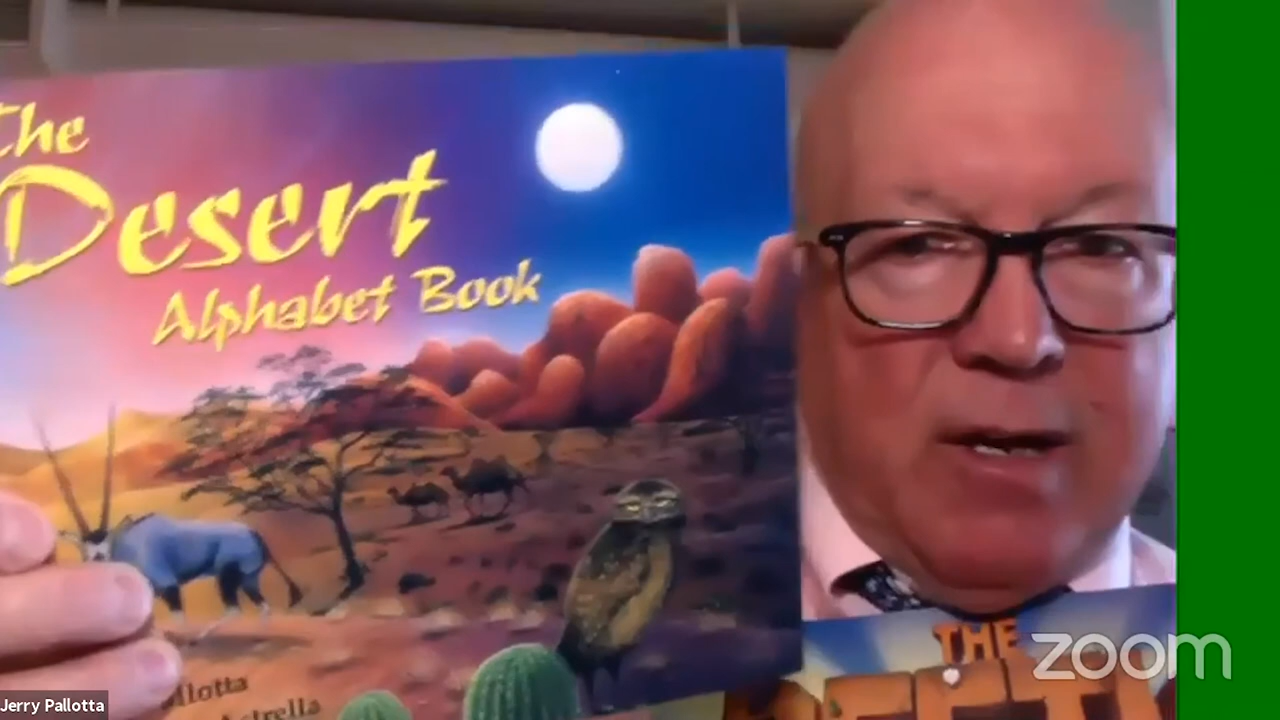 The
Desert
Alphabet Book
THE
zoom
Jerry Pallotta